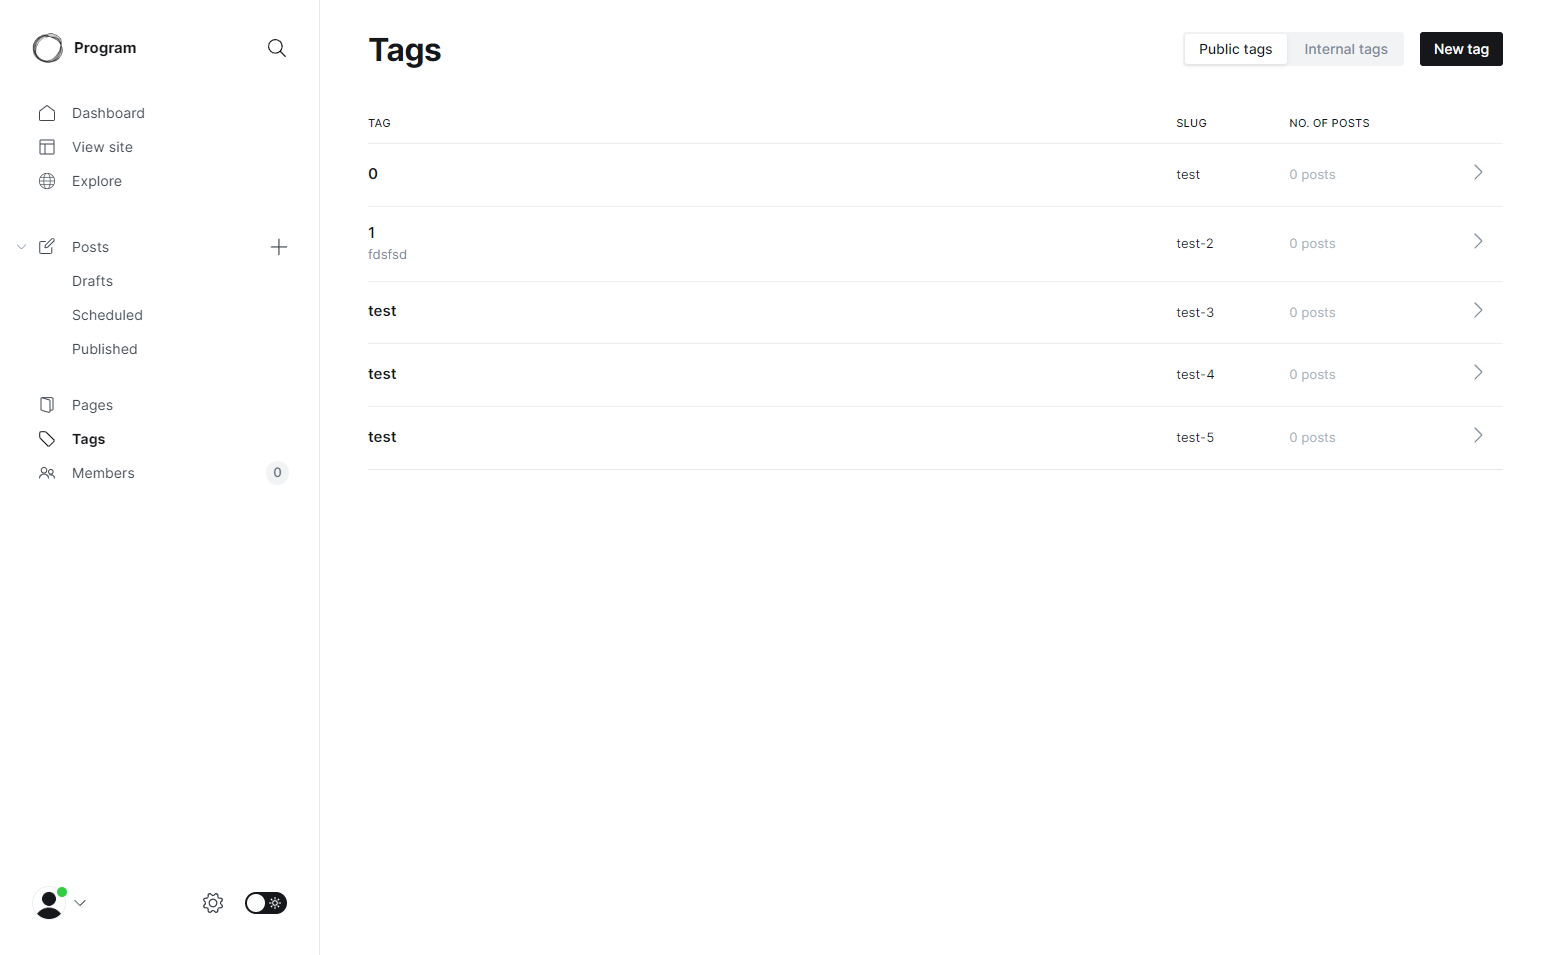 Program
Dashboard
View site
Explore
Posts
Drafts
Scheduled
Published
Pages
Tags
Members 0
Tags
Public tags Internal tags New tag
TAG SLUG NO. OF POSTS
0 test 0 posts
1 test-2 0 posts
fdsfsd
test test-3 0 posts
test test-4 0 posts
test test-5 0 posts